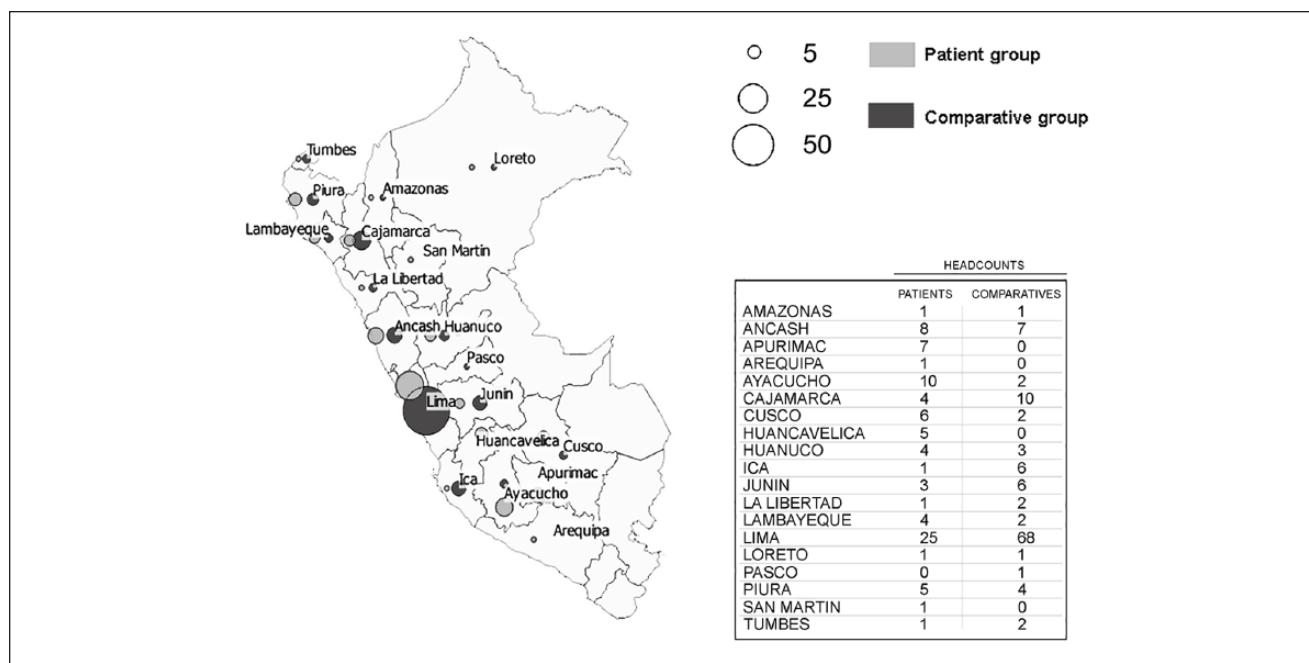 5
Patient group
25
Comparative group
50
Tumbes
Loreto
Piura
Amazonas
Lambayeque
Cajamarca
San Martin
La Libertad
Ancash
Huanuco
Pasco
Lima
Junin
Huancavelica
Cusco
Ica
Apurimac
Ayacucho
Arequipa
HEADCOUNTS
PATIENTS COMPARATIVES
AMAZONAS 1 1
ANCASH 8 7
APURIMAC 7 0
AREQUIPA 1 0
AYACUCHO 10 2
CAJAMARCA 4 10
CUSCO 6 2
HUANCAVELICA 5 0
HUANUCO 4 3
ICA 1 6
JUNIN 3 6
LA LIBERTAD 1 2
LAMBAYEQUE 4 2
LIMA 25 68
LORETO 1 1
PASCO 0 1
PIURA 5 4
SAN MARTIN 1 0
TUMBES 1 2